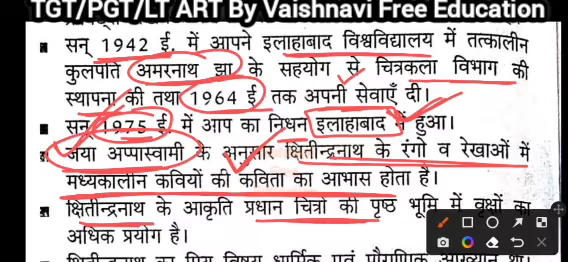 TGT/PGT/LT ART By Vaishnavi Free Education
सन् 1942 ई. में आपने इलाहाबाद विश्वविद्यालय में तत्कालीन
कुलपति अमरनाथ झा के सहयोग से चित्रकला विभाग की
स्थापना की तथा 1964 ई. तक अपनी सेवाएँ दी।
सन् 1975 ई. में आप का निधन इलाहाबाद में हुआ।
जया अप्पास्वामी के अनुसार क्षितीन्द्रनाथ के रंगो व रेखाओं में
मध्यकालीन कवियों की कविता का आभास होता है।
क्षितीन्द्रनाथ के आकृति प्रधान चित्रो की पृष्ठ भूमि में वृक्षों का
अधिक प्रयोग है।